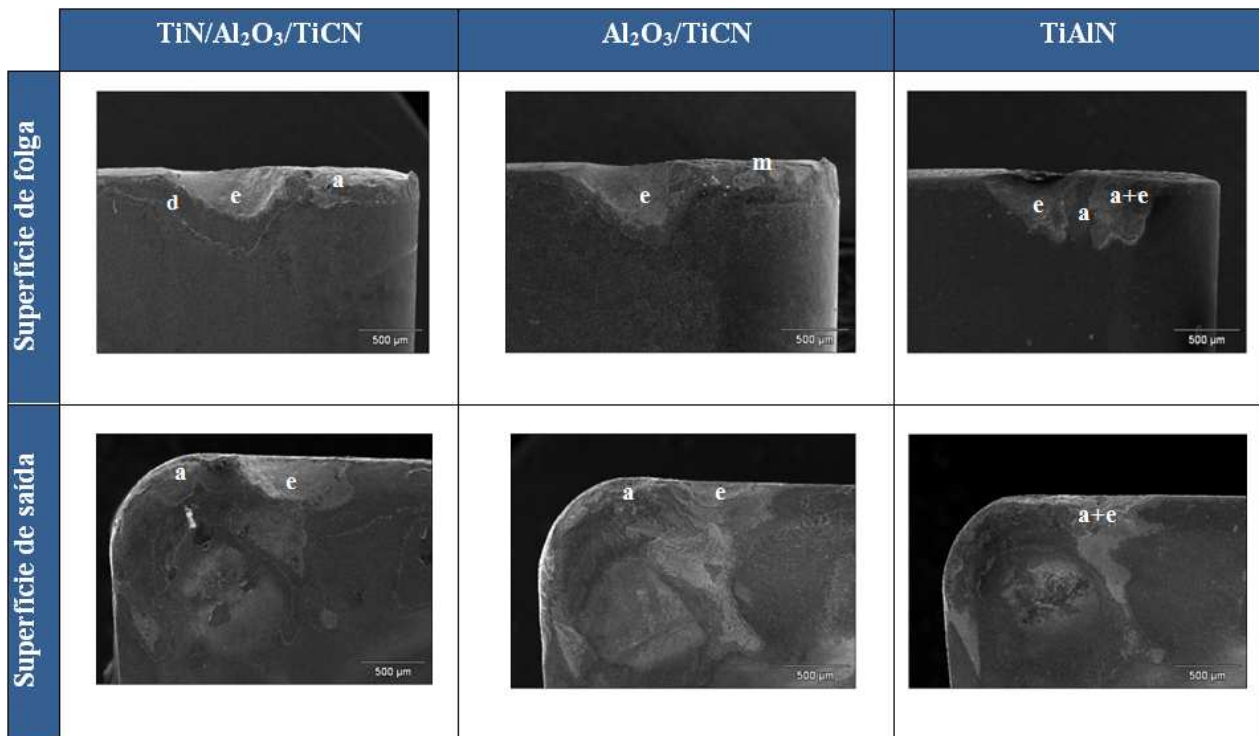 TiN/Al₂O₃/TiCN
Al₂O₃/TiCN
TiAlN
Superfície de folga
d
e
a
500 µm
e
m
500 µm
e
a
a+e
500 µm
Superfície de saída
a
e
500 µm
a
e
500 µm
a+e
500 µm